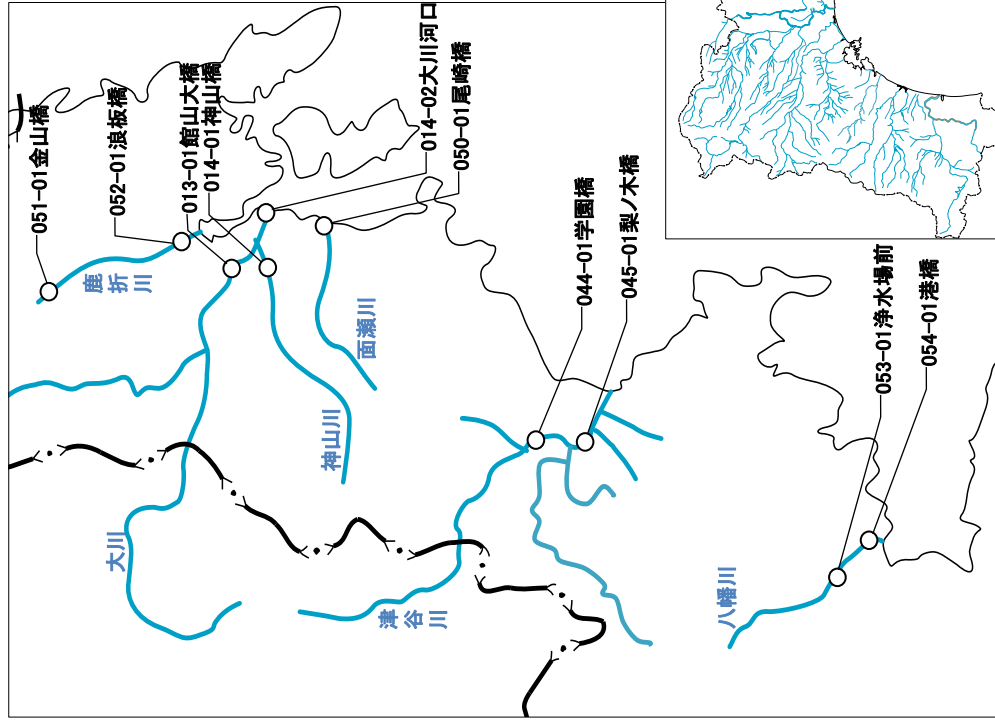 051-01金山橋
052-01浪板橋
013-01館山大橋
014-01神山橋
014-02大川河口
050-01尾崎橋
鹿折川
面瀬川
神山川
大川
津谷川
044-01学園橋
045-01梨ノ木橋
053-01浄水場前
054-01港橋
八幡川